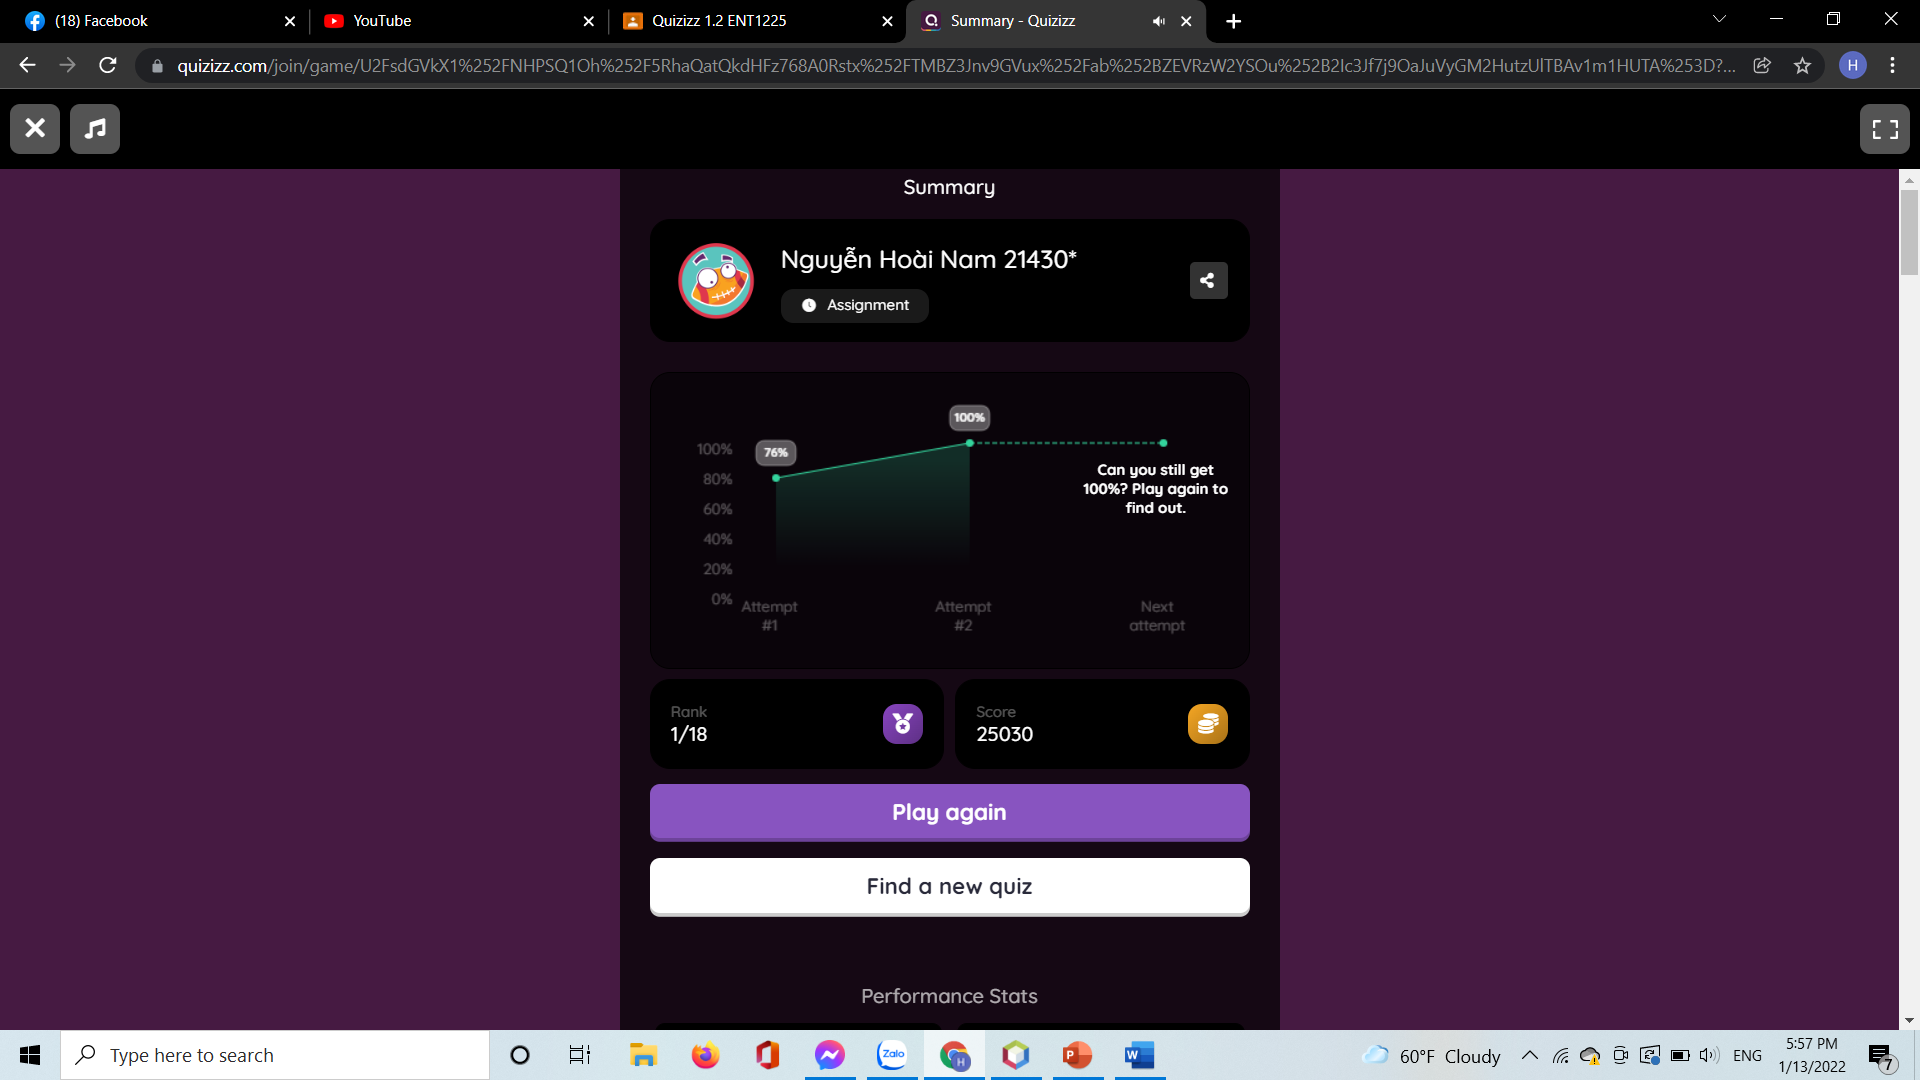 (18) Facebook
YouTube
Quizizz 1.2 ENT1225
Summary - Quizizz
quizizz.com/join/game/U2FsdGVkX1%252FNHPSQ1Oh%252F5RhaQatQkdHFz768A0Rstx%252FTMBZ3Jnv9GVux%252Fab%252BZEVRzW2YSOu%252B2Ic3Jf7j9OaJuVyGM2HutzUlTBAv1m1HUTA%253D?...
H
Summary
Nguyễn Hoài Nam 21430*
Assignment
100%
76%
100%
80%
60%
40%
20%
0%
Can you still get
100%? Play again to
find out.
Attempt
#1
Attempt
#2
Next
attempt
Rank
1/18
Score
25030
Play again
Find a new quiz
Performance Stats
Type here to search
Zalo
H
P
W
60°F Cloudy
ENG
5:57 PM
1/13/2022
7